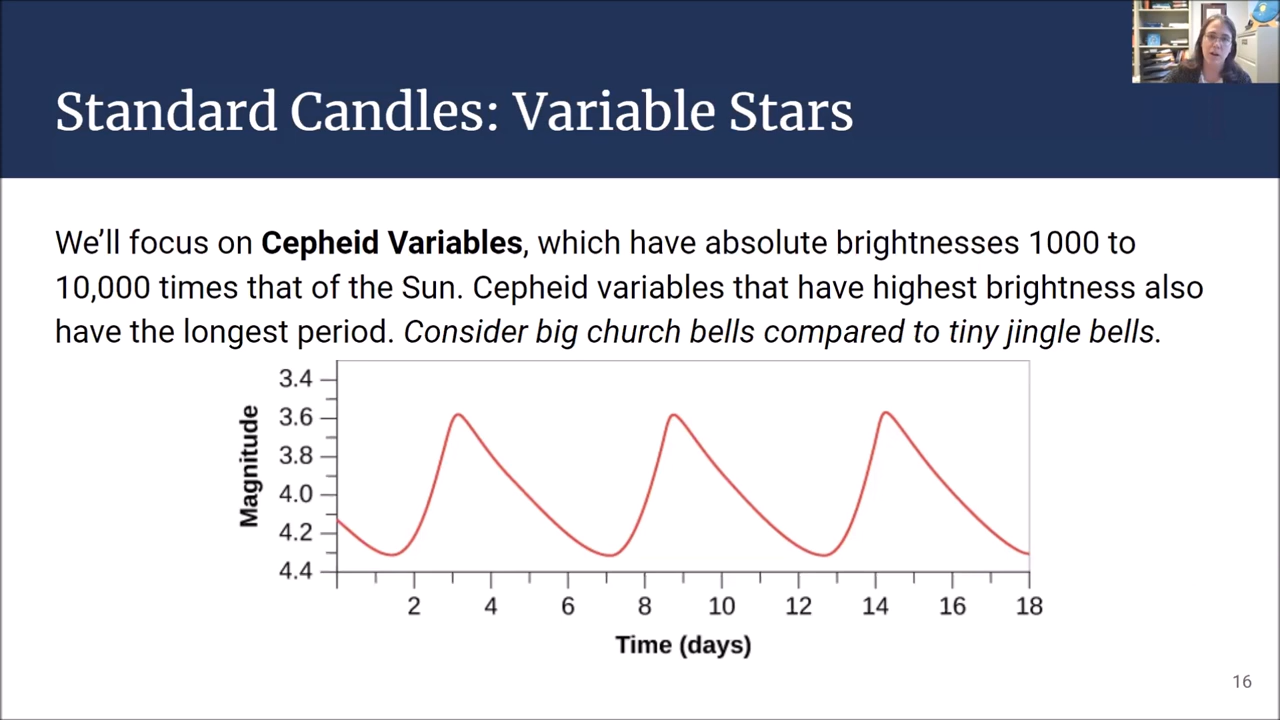 Standard Candles: Variable Stars
We’ll focus on Cepheid Variables, which have absolute brightnesses 1000 to
10,000 times that of the Sun. Cepheid variables that have highest brightness also
have the longest period. Consider big church bells compared to tiny jingle bells.
Magnitude
3.4
3.6
3.8
4.0
4.2
4.4
2 4 6 8 10 12 14 16 18
Time (days)
16